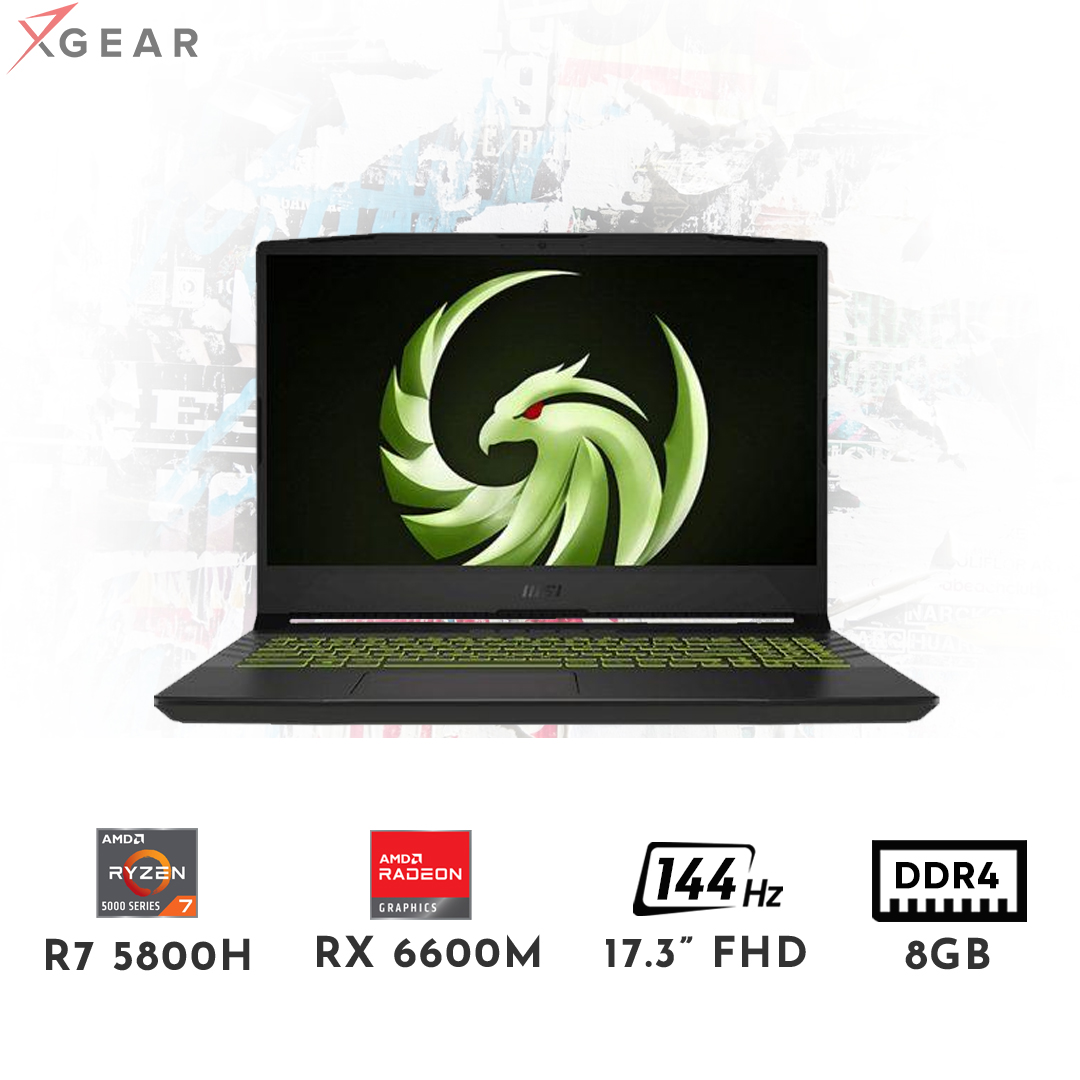 XGEAR
msi
AMD
RYZEN
5000 SERIES 7
R7 5800H
AMD
RADEON
GRAPHICS
RX 6600M
144Hz
17.3” FHD
DDR4
8GB